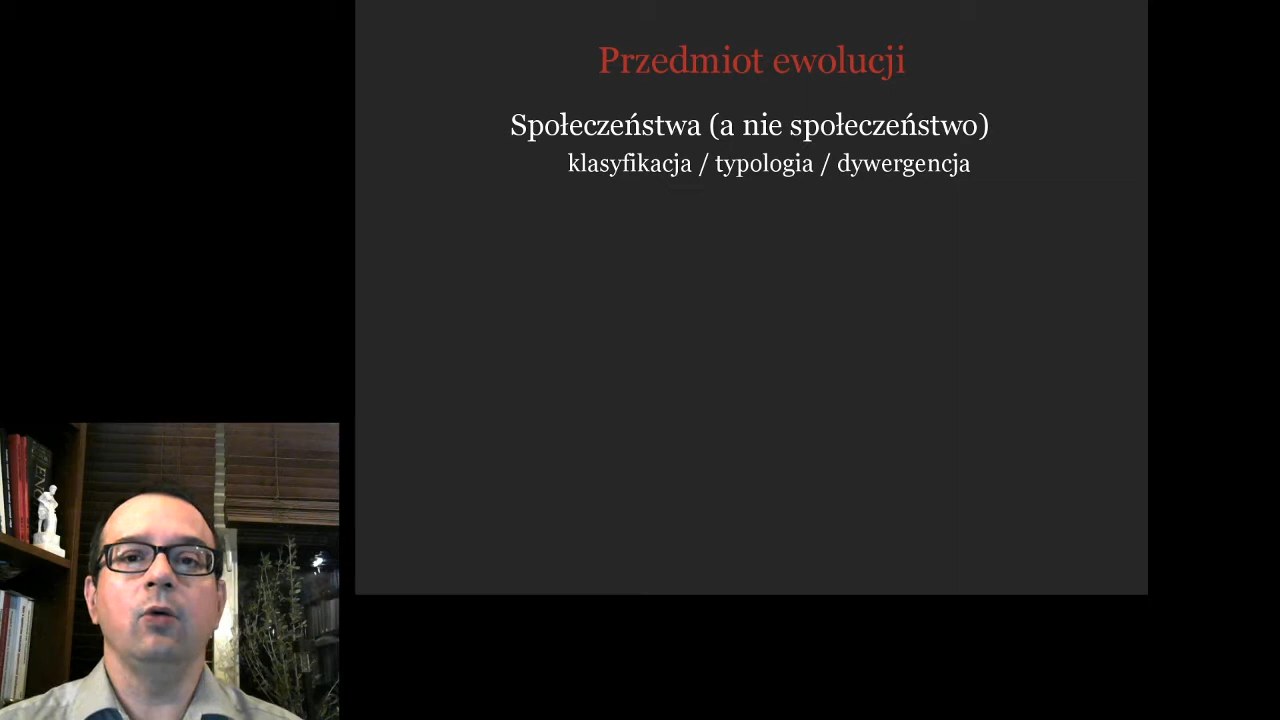 Przedmiot ewolucji
Społeczeństwa (a nie społeczeństwo)
klasyfikacja / typologia / dywergencja